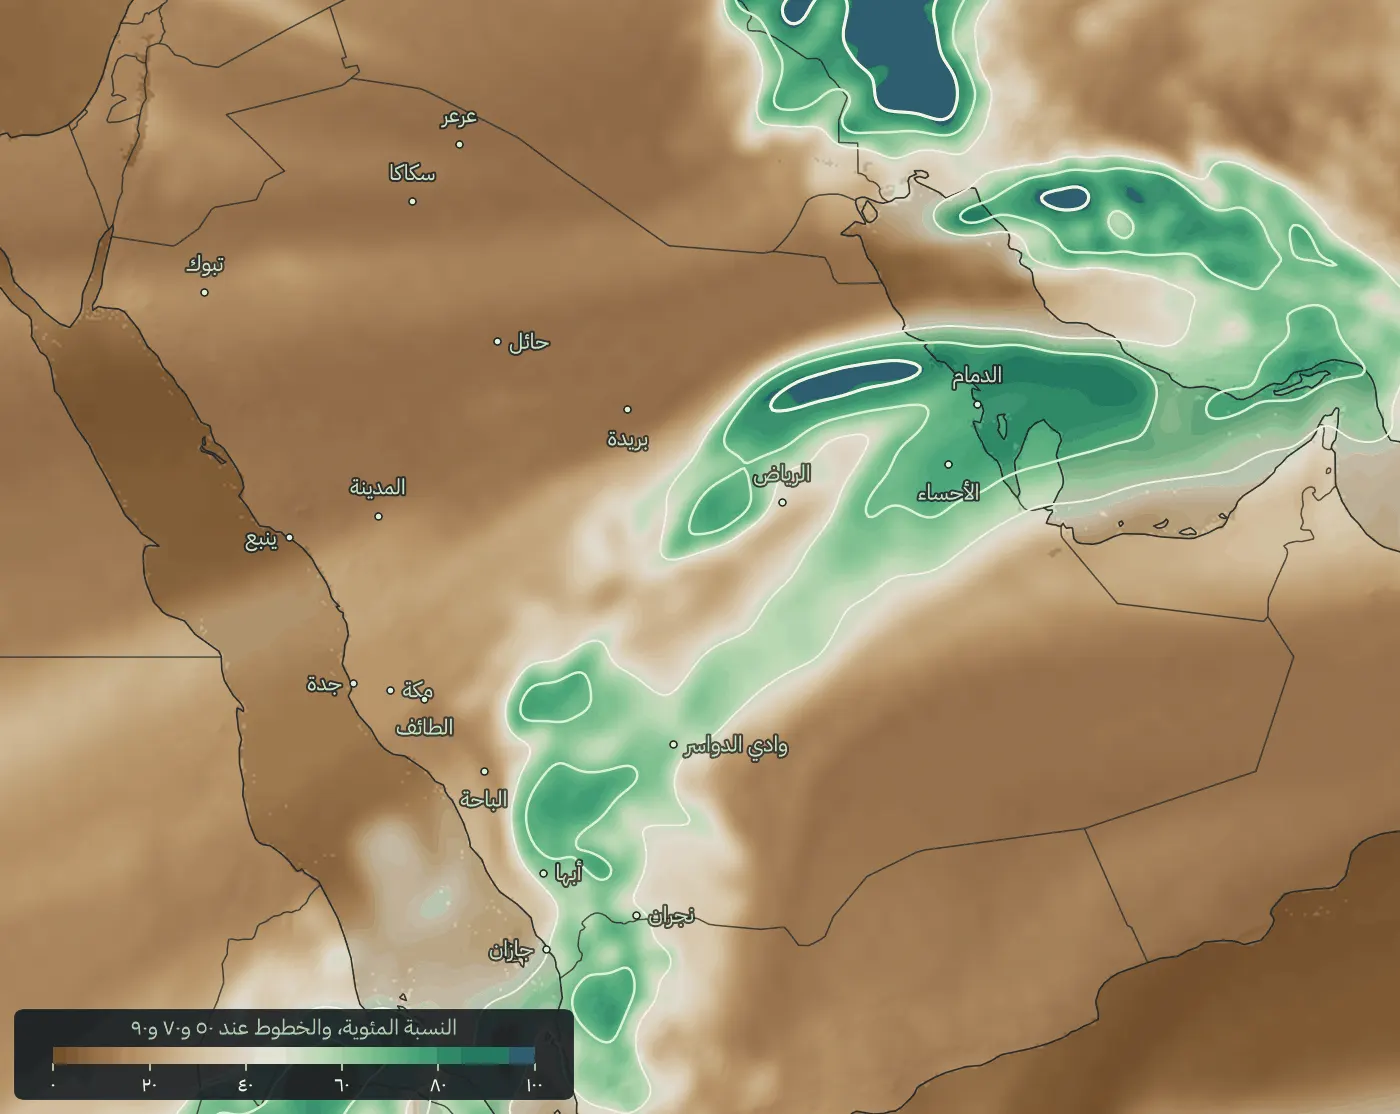 عرعر
سكاكا
تبوك
حائل
الدمام
بريدة
الرياض
المدينة
الأحساء
ينبع
جدة
مكة
الطائف
وادي الدواسر
الباحة
أبها
نجران
جازان
النسبة المئوية، والخطوط عند ٥٠ و٧٠ و٩٠
٠ ٢٠ ٤٠ ٦٠ ٨٠ ١٠٠